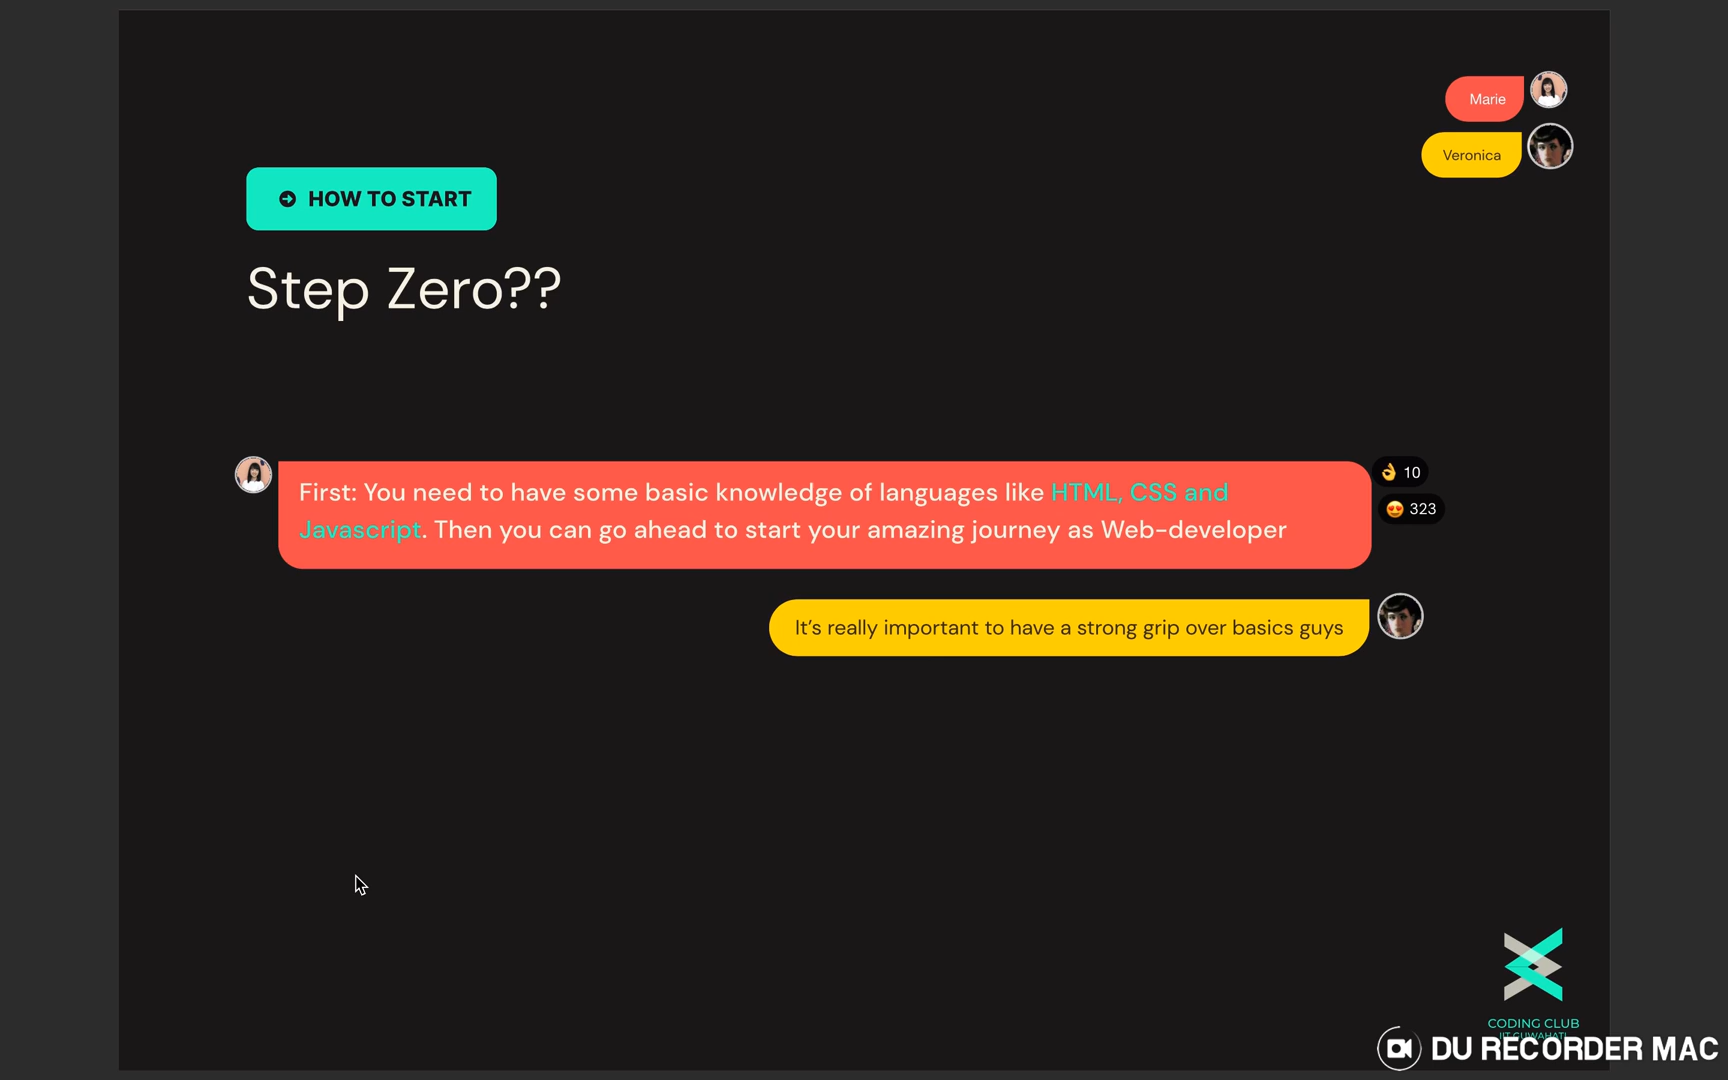 Marie
Veronica
HOW TO START
Step Zero??
First: You need to have some basic knowledge of languages like HTML, CSS and
Javascript. Then you can go ahead to start your amazing journey as Web-developer
👌 10
😍 323
It's really important to have a strong grip over basics guys
CODING CLUB
IIT GUWAHATI
DU RECORDER MAC